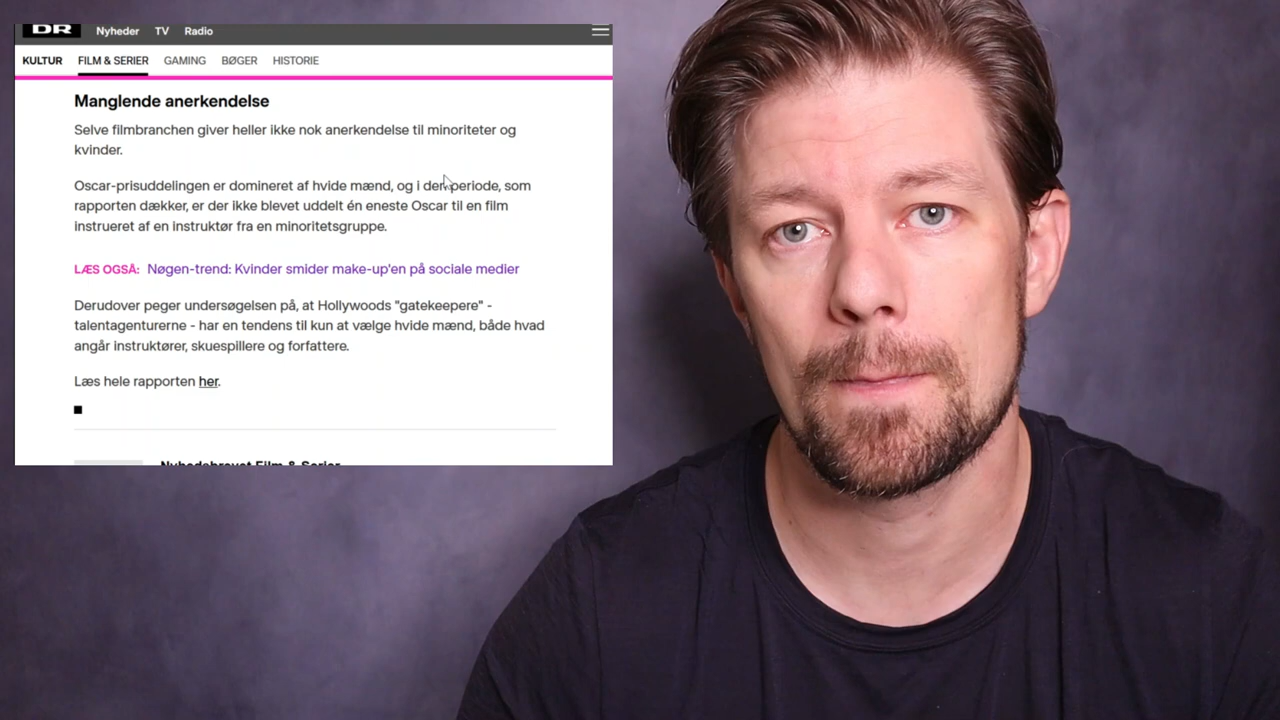 DR Nyheder TV Radio
KULTUR FILM & SERIER GAMING BØGER HISTORIE
Manglende anerkendelse
Selve filmbranchen giver heller ikke nok anerkendelse til minoriteter og
kvinder.
Oscar-prisuddelingen er domineret af hvide mænd, og i den periode, som
rapporten dækker, er der ikke blevet uddelt én eneste Oscar til en film
instrueret af en instruktør fra en minoritetsgruppe.
LÆS OGSÅ: Nøgen-trend: Kvinder smider make-up'en på sociale medier
Derudover peger undersøgelsen på, at Hollywoods "gatekeepere" -
talentagenturerne - har en tendens til kun at vælge hvide mænd, både hvad
angår instruktører, skuespillere og forfattere.
Læs hele rapporten her.
Nyhedsbrevet Film & Serier